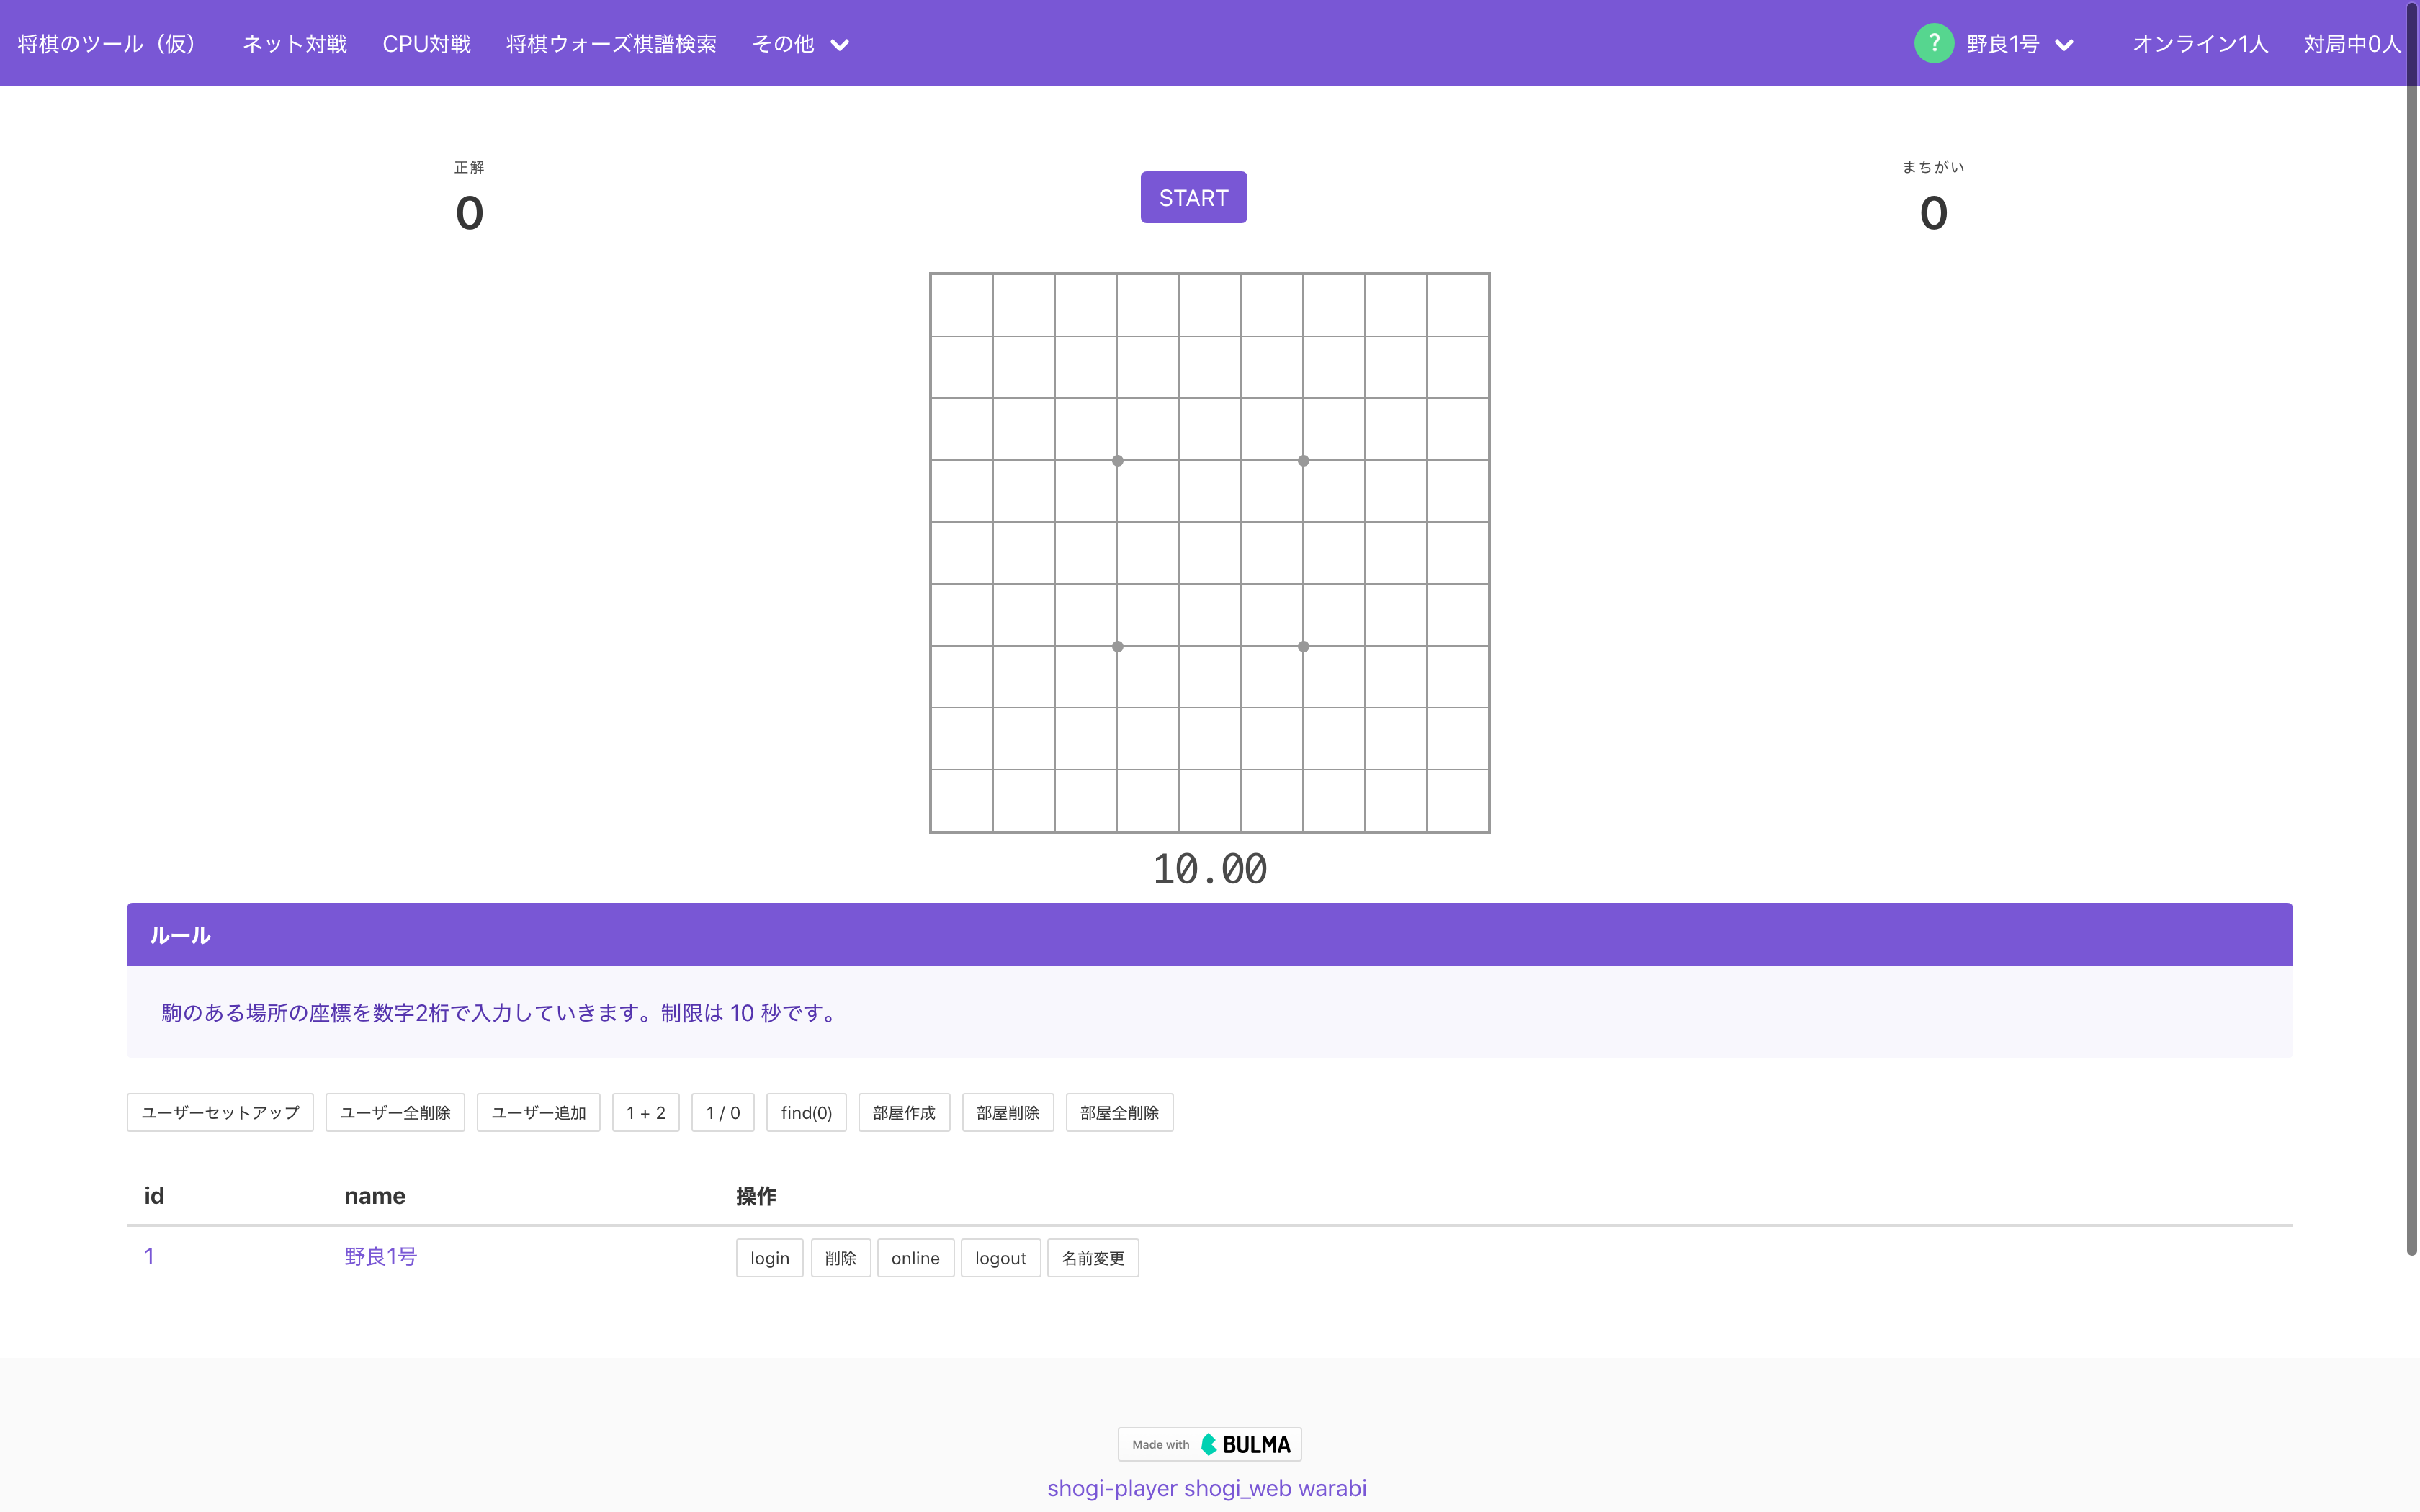 将棋のツール（仮） ネット対戦 CPU対戦 将棋ウォーズ棋譜検索 その他 ? 野良1号 オンライン1人 対局中0人
正解 START まちがい
0 0
10.00
ルール
駒のある場所の座標を数字2桁で入力していきます。制限は 10 秒です。
ユーザーセットアップ ユーザー全削除 ユーザー追加 1 + 2 1 / 0 find(0) 部屋作成 部屋削除 部屋全削除
id name 操作
1 野良1号 login 削除 online logout 名前変更
Made with BULMA
shogi-player shogi_web warabi